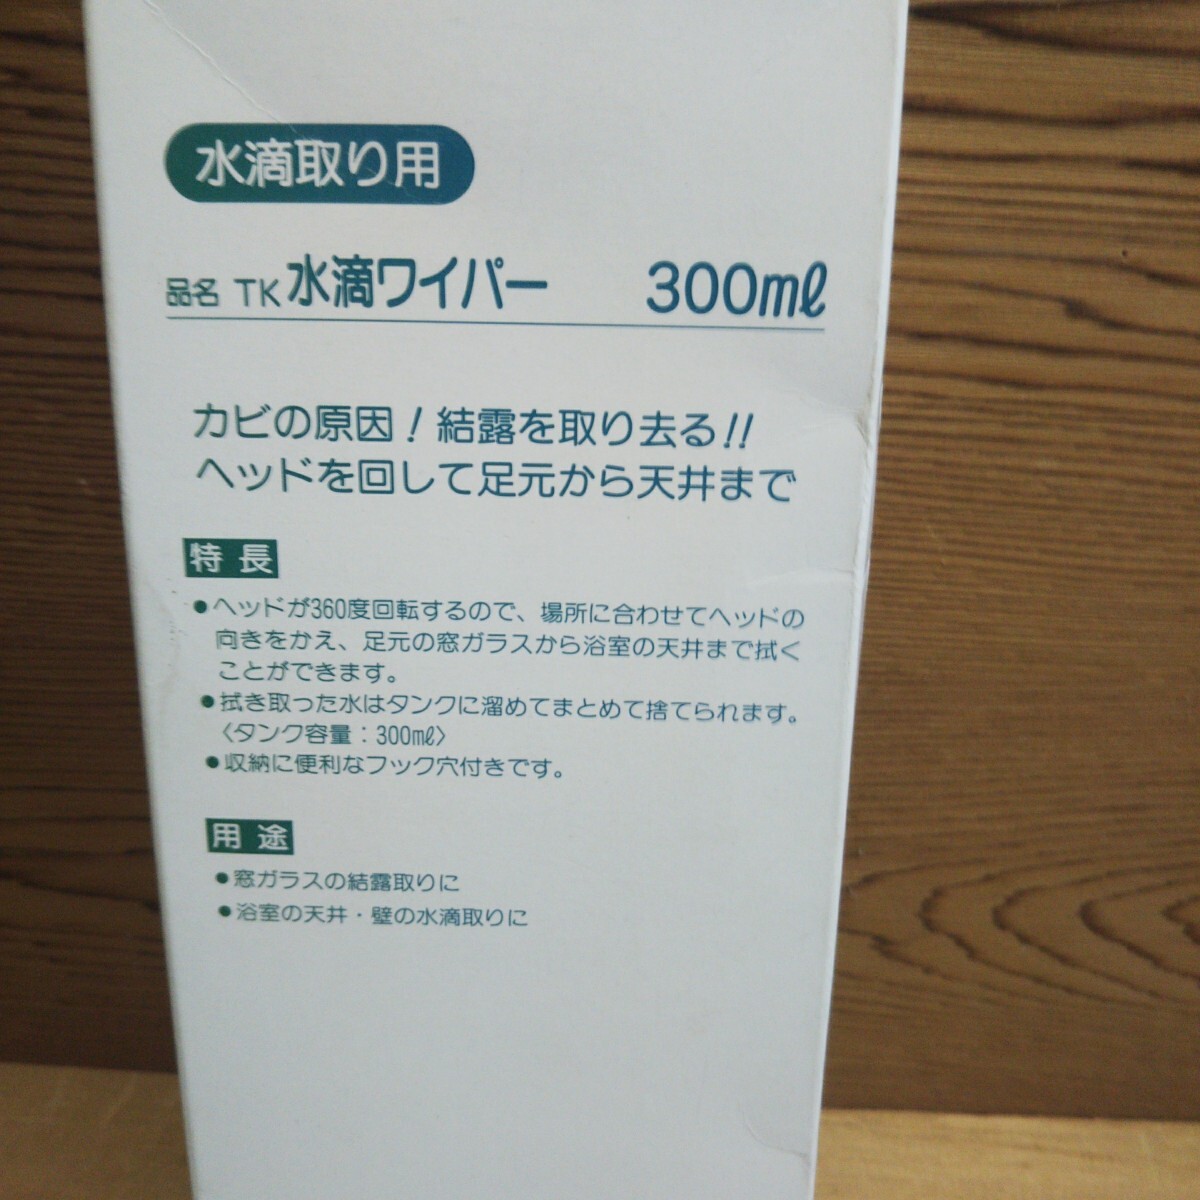 水滴取り用
品名 TK水滴ワイパー 300mℓ
カビの原因!結露を取り去る!!
ヘッドを回して足元から天井まで
特長
●ヘッドが360度回転するので、場所に合わせてヘッドの
向きをかえ、足元の窓ガラスから浴室の天井まで拭く
ことができます。
●拭き取った水はタンクに溜めてまとめて捨てられます。
〈タンク容量：300mℓ〉
●収納に便利なフック穴付きです。
用途
●窓ガラスの結露取りに
●浴室の天井・壁の水滴取りに